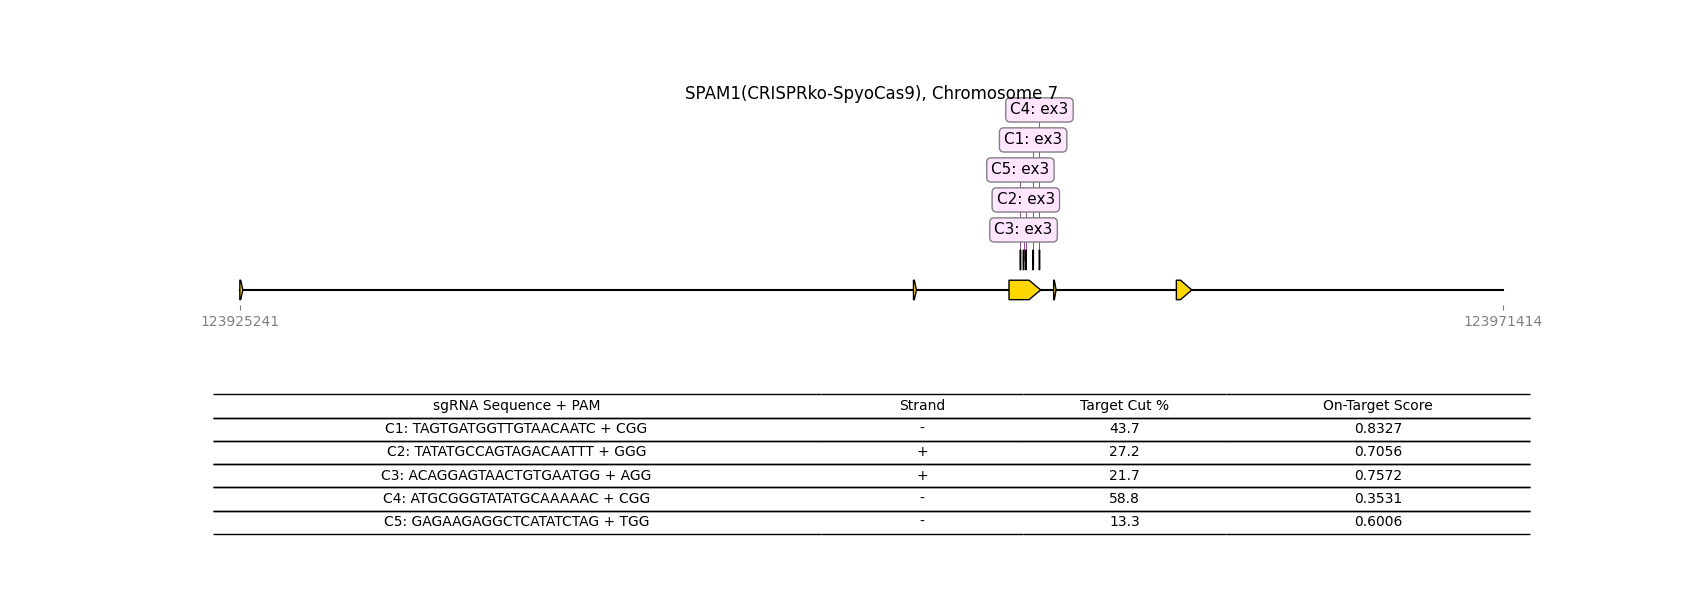 SPAM1(CRISPRko-SpyoCas9), Chromosome 7
C4: ex3
C1: ex3
C5: ex3
C2: ex3
C3: ex3
123925241 123971414
sgRNA Sequence + PAM Strand Target Cut % On-Target Score
C1: TAGTGATGGTTGTAACAATC + CGG - 43.7 0.8327
C2: TATATGCCAGTAGACAATTT + GGG + 27.2 0.7056
C3: ACAGGAGTAACTGTGAATGG + AGG + 21.7 0.7572
C4: ATGCGGGTATATGCAAAAAC + CGG - 58.8 0.3531
C5: GAGAAGAGGCTCATATCTAG + TGG - 13.3 0.6006